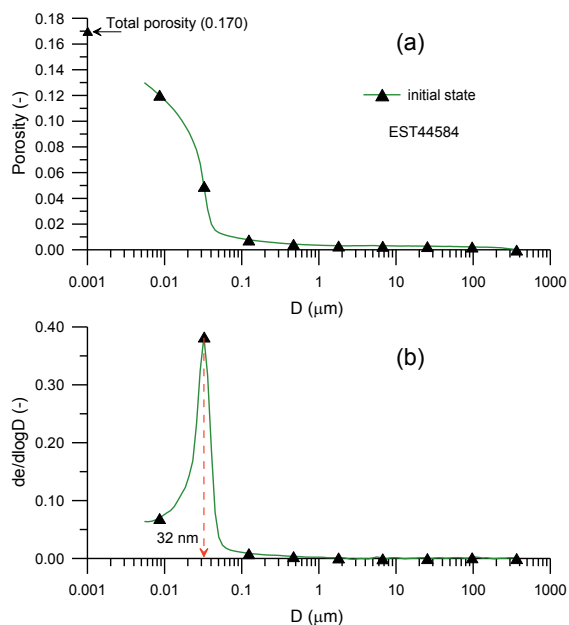 Total porosity (0.170)
(a)
initial state
EST44584
Porosity (-)
0.18
0.16
0.14
0.12
0.10
0.08
0.06
0.04
0.02
0.00
0.001 0.01 0.1 1 10 100 1000
D (μm)
(b)
de/dlogD (-)
0.40
0.30
0.20
0.10
0.00
32 nm
0.001 0.01 0.1 1 10 100 1000
D (μm)